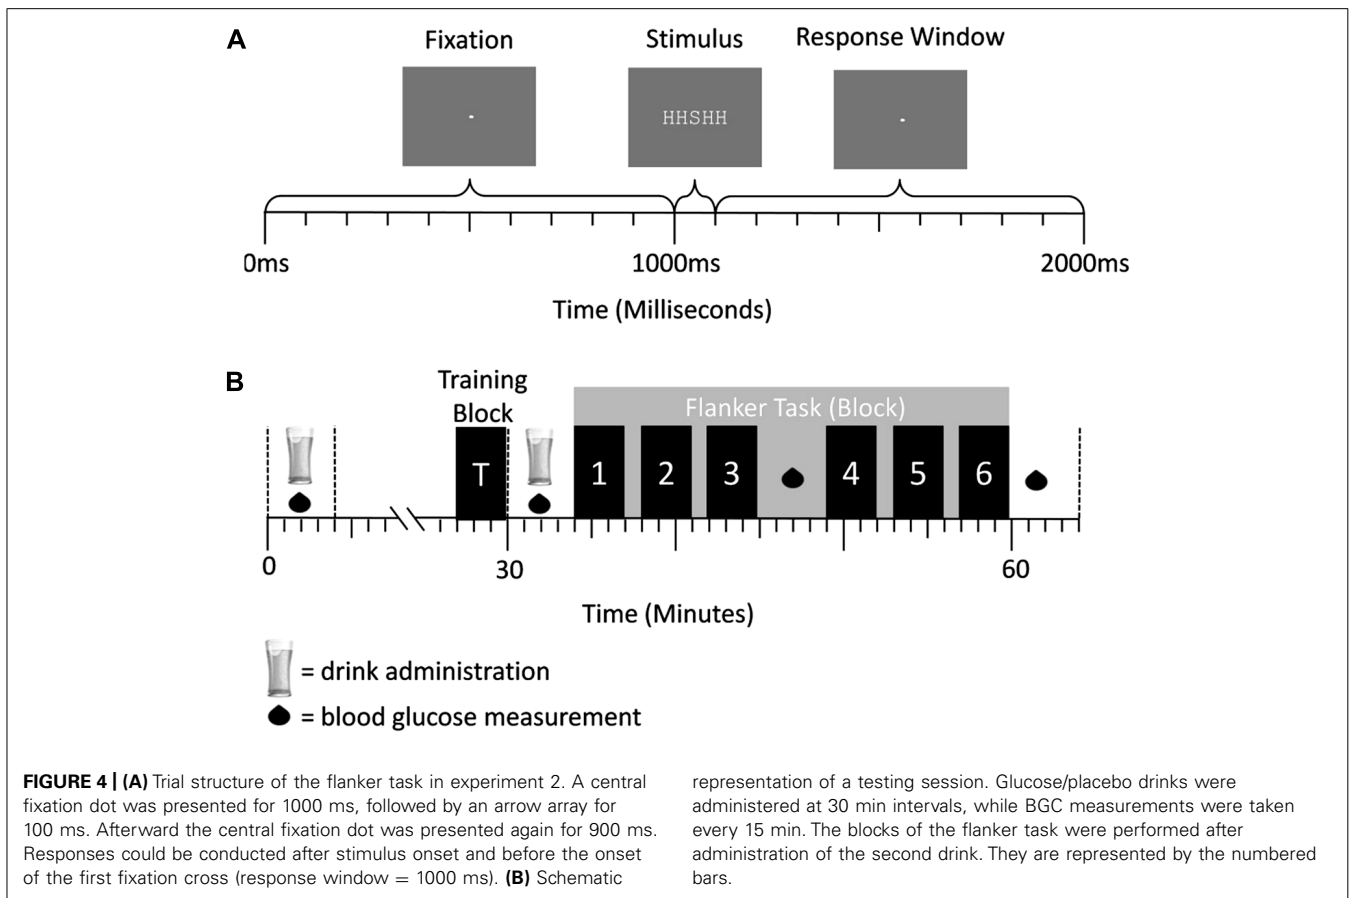 A
Fixation
Stimulus
Response Window
HHSHH
0ms
1000ms
2000ms
Time (Milliseconds)
B
Training
Block
Flanker Task (Block)
T
1
2
3
4
5
6
0
30
60
Time (Minutes)
= drink administration
= blood glucose measurement
FIGURE 4 | (A) Trial structure of the flanker task in experiment 2. A central
fixation dot was presented for 1000 ms, followed by an arrow array for
100 ms. Afterward the central fixation dot was presented again for 900 ms.
Responses could be conducted after stimulus onset and before the onset
of the first fixation cross (response window = 1000 ms). (B) Schematic
representation of a testing session. Glucose/placebo drinks were
administered at 30 min intervals, while BGC measurements were taken
every 15 min. The blocks of the flanker task were performed after
administration of the second drink. They are represented by the numbered
bars.